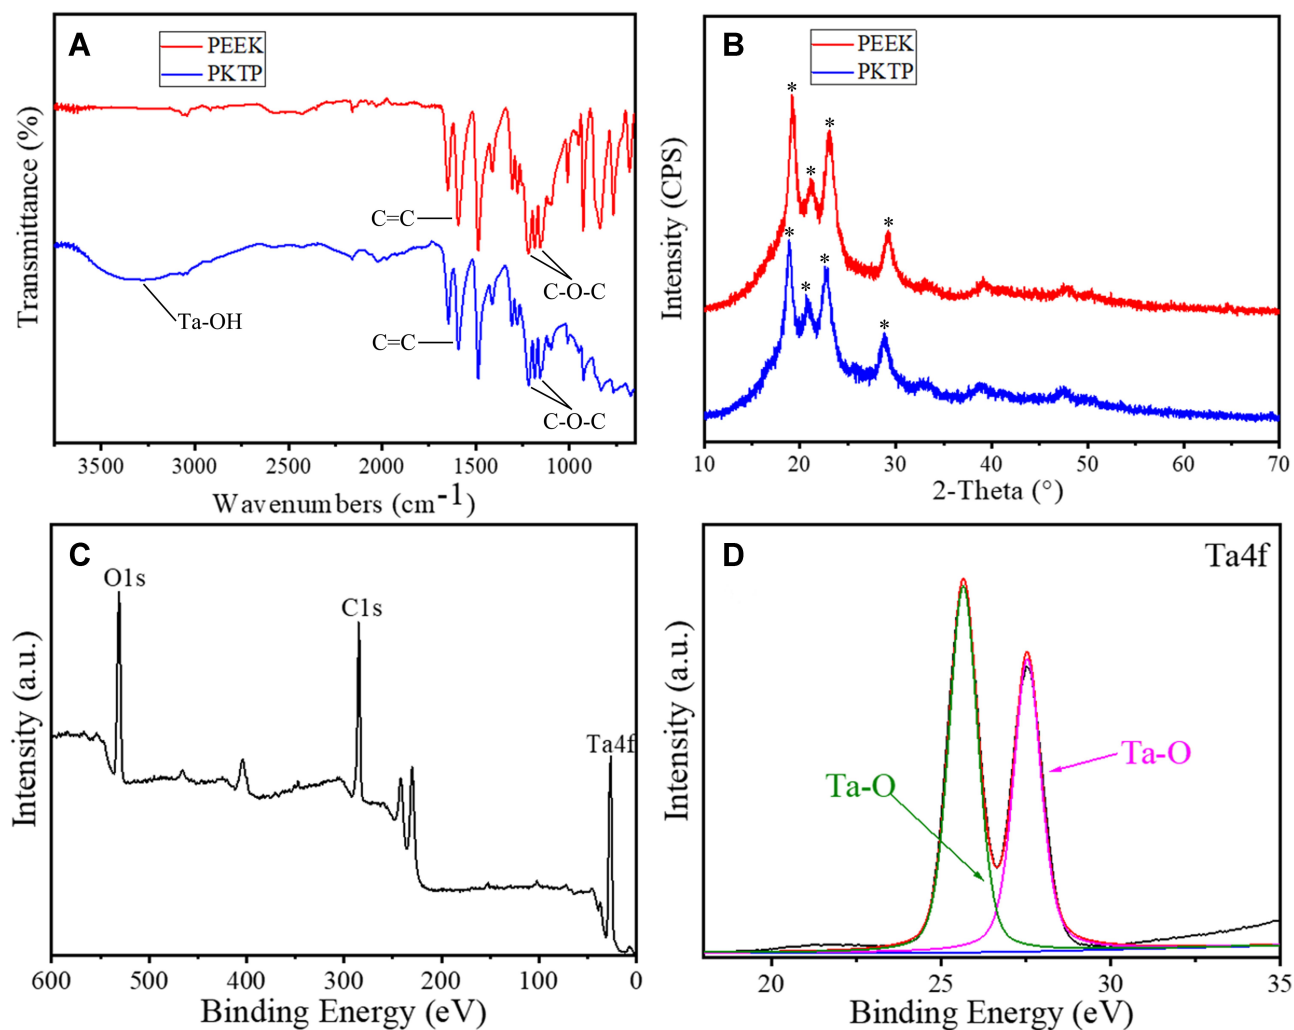 A
PEEK
PKTP
C=C
C-O-C
Ta-OH
C=C
C-O-C
Transmittance (%)
3500 3000 2500 2000 1500 1000
Wavenumbers (cm-1)
B
PEEK
PKTP
* * * *
* * * *
Intensity (CPS)
10 20 30 40 50 60 70
2-Theta (°)
C
O1s
C1s
Ta4f
Intensity (a.u.)
600 500 400 300 200 100 0
Binding Energy (eV)
D
Ta4f
Ta-O
Ta-O
Intensity (a.u.)
20 25 30 35
Binding Energy (eV)